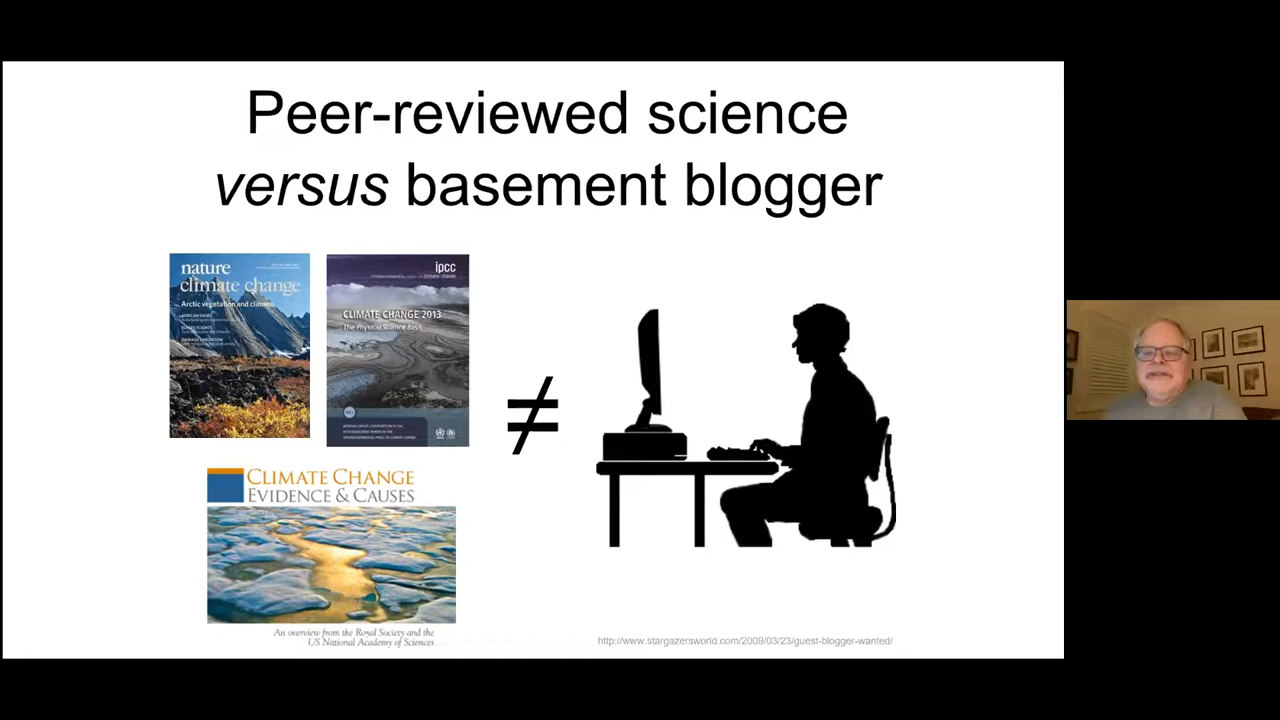 Peer-reviewed science
versus basement blogger
nature
climate change
Arctic vegetation and climate
ipcc
climate change
CLIMATE CHANGE 2013
The Physical Science Basis
≠
CLIMATE CHANGE
EVIDENCE & CAUSES
An overview from the Royal Society and the
US National Academy of Sciences
http://www.stargazersworld.com/2009/03/23/guest-blogger-wanted/